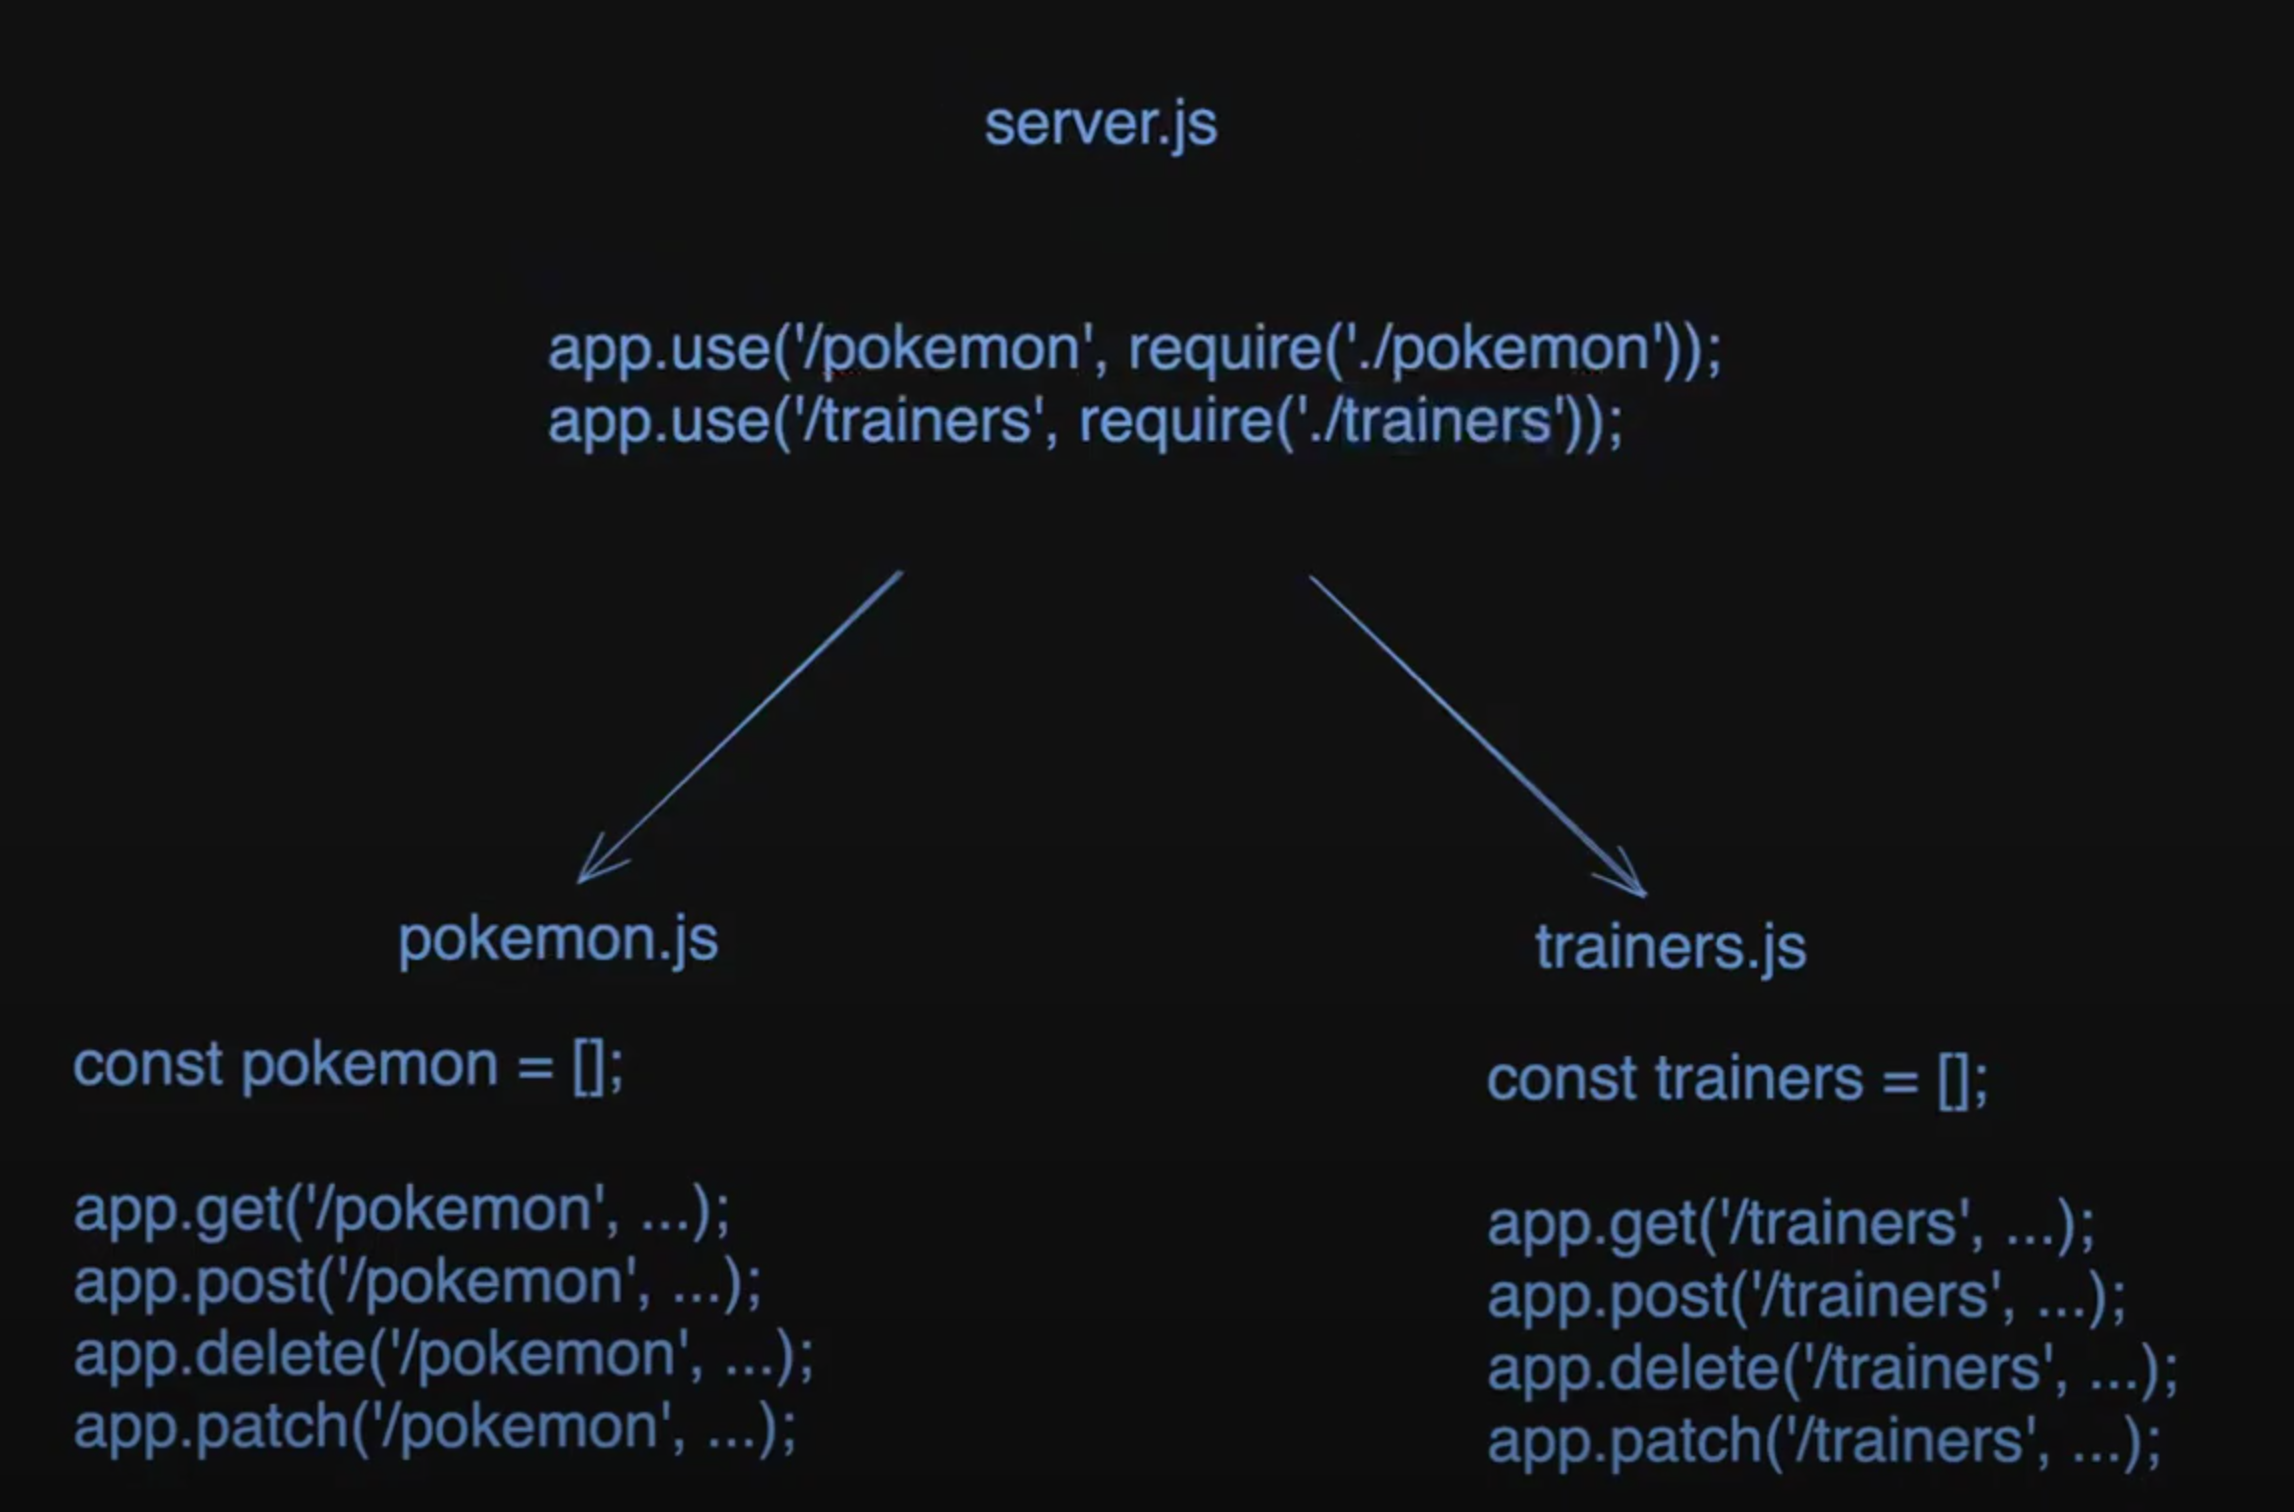 server.js
app.use('/pokemon', require('./pokemon'));
app.use('/trainers', require('./trainers'));
pokemon.js
const pokemon = [];
app.get('/pokemon', ...);
app.post('/pokemon', ...);
app.delete('/pokemon', ...);
app.patch('/pokemon', ...);
trainers.js
const trainers = [];
app.get('/trainers', ...);
app.post('/trainers', ...);
app.delete('/trainers', ...);
app.patch('/trainers', ...);